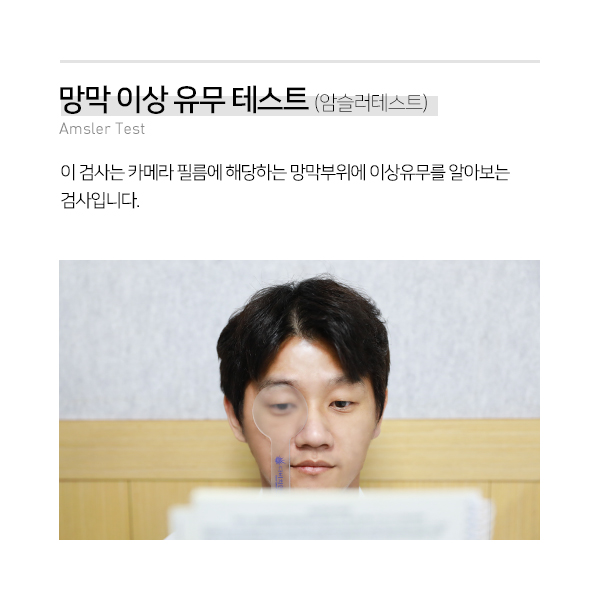 망막 이상 유무 테스트 (암슬러테스트)
Amsler Test
이 검사는 카메라 필름에 해당하는 망막부위에 이상유무를 알아보는
검사입니다.